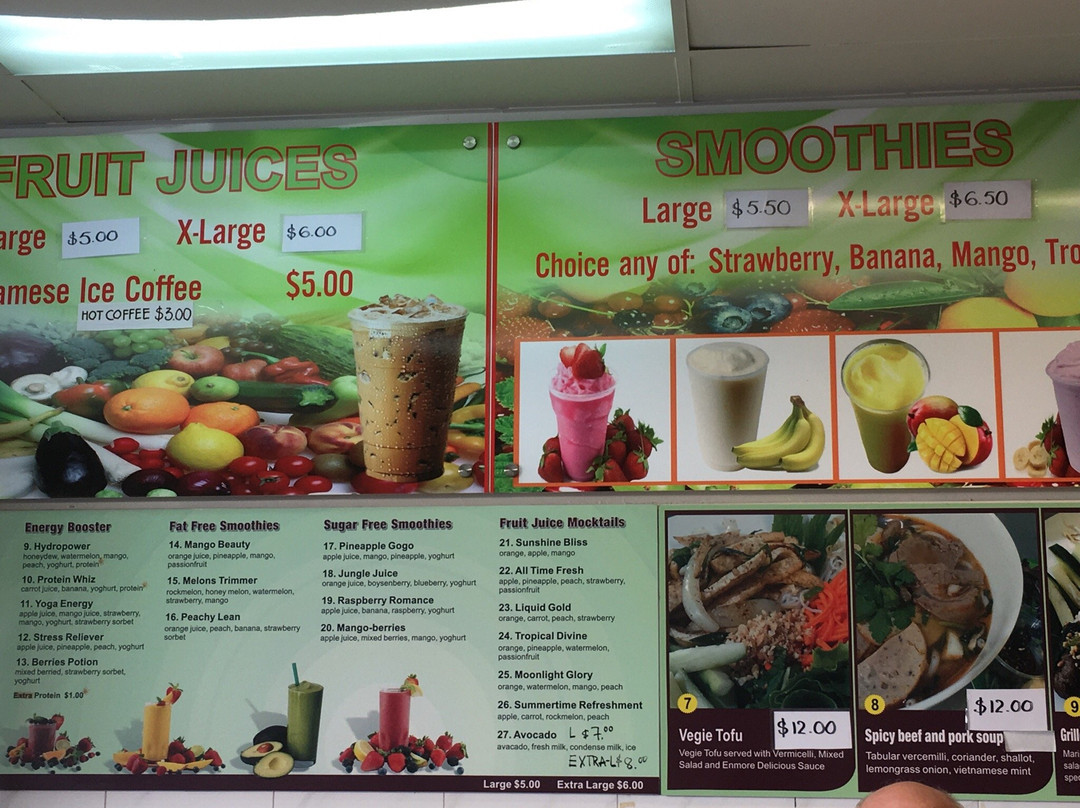 FRUIT JUICES
arge $5.00 X-Large $6.00
amese Ice Coffee $5.00
HOT COFFEE $3.00
SMOOTHIES
Large $5.50 X-Large $6.50
Choice any of: Strawberry, Banana, Mango, Tro
Energy Booster
9. Hydropower
honeydew, watermelon, mango,
peach, yoghurt, protein*
10. Protein Whiz
carrot juice, banana, yoghurt, protein*
11. Yoga Energy
apple juice, mango juice, strawberry,
mango, yoghurt, strawberry sorbet
12. Stress Reliever
apple juice, pineapple, peach, yoghurt
13. Berries Potion
mixed berried, strawberry sorbet,
yoghurt
Extra Protein $1.00*
Fat Free Smoothies
14. Mango Beauty
orange juice, pineapple, mango,
passionfruit
15. Melons Trimmer
rockmelon, honey melon, watermelon,
strawberry, mango
16. Peachy Lean
orange juice, peach, banana, strawberry
sorbet
Sugar Free Smoothies
17. Pineapple Gogo
apple juice, mango, pineapple, yoghurt
18. Jungle Juice
orange juice, boysenberry, blueberry, yoghurt
19. Raspberry Romance
apple juice, banana, raspberry, yoghurt
20. Mango-berries
apple juice, mixed berries, mango, yoghurt
Fruit Juice Mocktails
21. Sunshine Bliss
orange, apple, mango
22. All Time Fresh
apple, pineapple, peach, strawberry,
passionfruit
23. Liquid Gold
orange, carrot, peach, strawberry
24. Tropical Divine
orange, pineapple, watermelon,
passionfruit
25. Moonlight Glory
orange, watermelon, mango, peach
26. Summertime Refreshment
apple, carrot, rockmelon, peach
27. Avocado L $7.00
avocado, fresh milk, condense milk, ice
EXTRA-L $8.00
Large $5.00 Extra Large $6.00
7
Vegie Tofu $12.00
Vegie Tofu served with Vermicelli, Mixed
Salad and Enmore Delicious Sauce
8
$12.00
Spicy beef and pork soup
Tabular vercemilli, coriander, shallot,
lemongrass onion, vietnamese mint
9
Grill
Mari
sala
spe